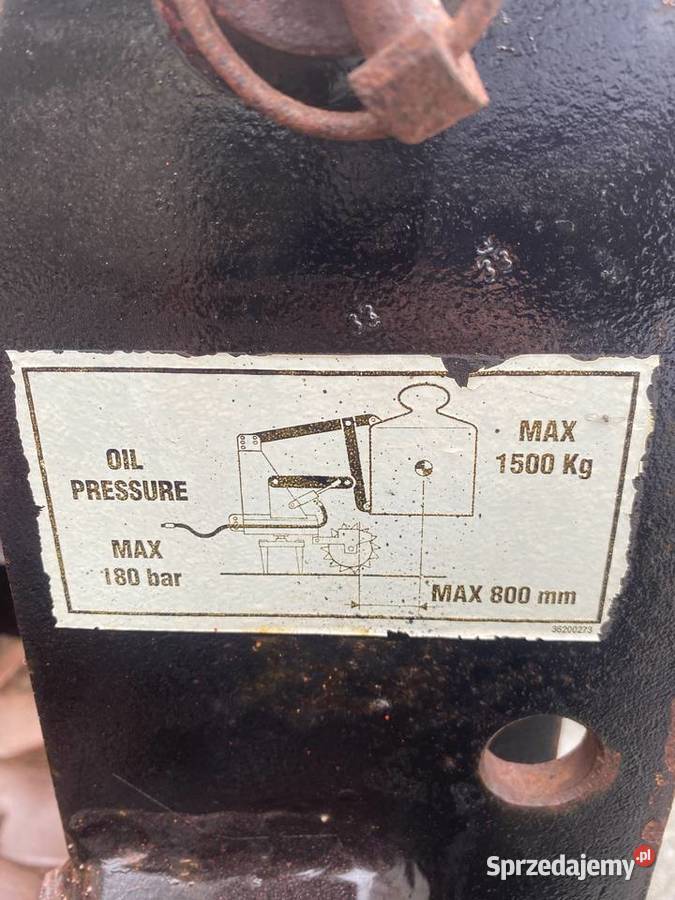 OIL
PRESSURE
MAX
180 bar
MAX
1500 Kg
MAX 800 mm
36200273
Sprzedajemy.pl